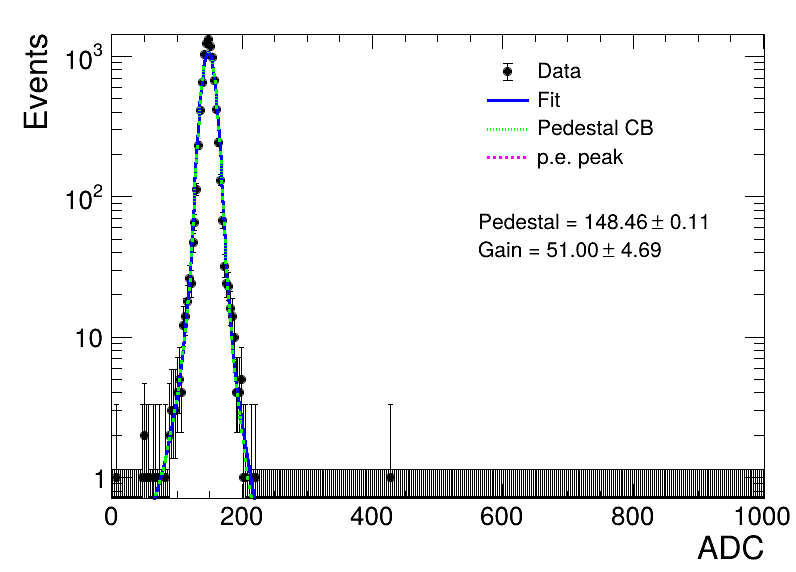 Events
10³
10²
10
1
0 200 400 600 800 1000
ADC
Data
Fit
Pedestal CB
p.e. peak
Pedestal = 148.46 ± 0.11
Gain = 51.00 ± 4.69